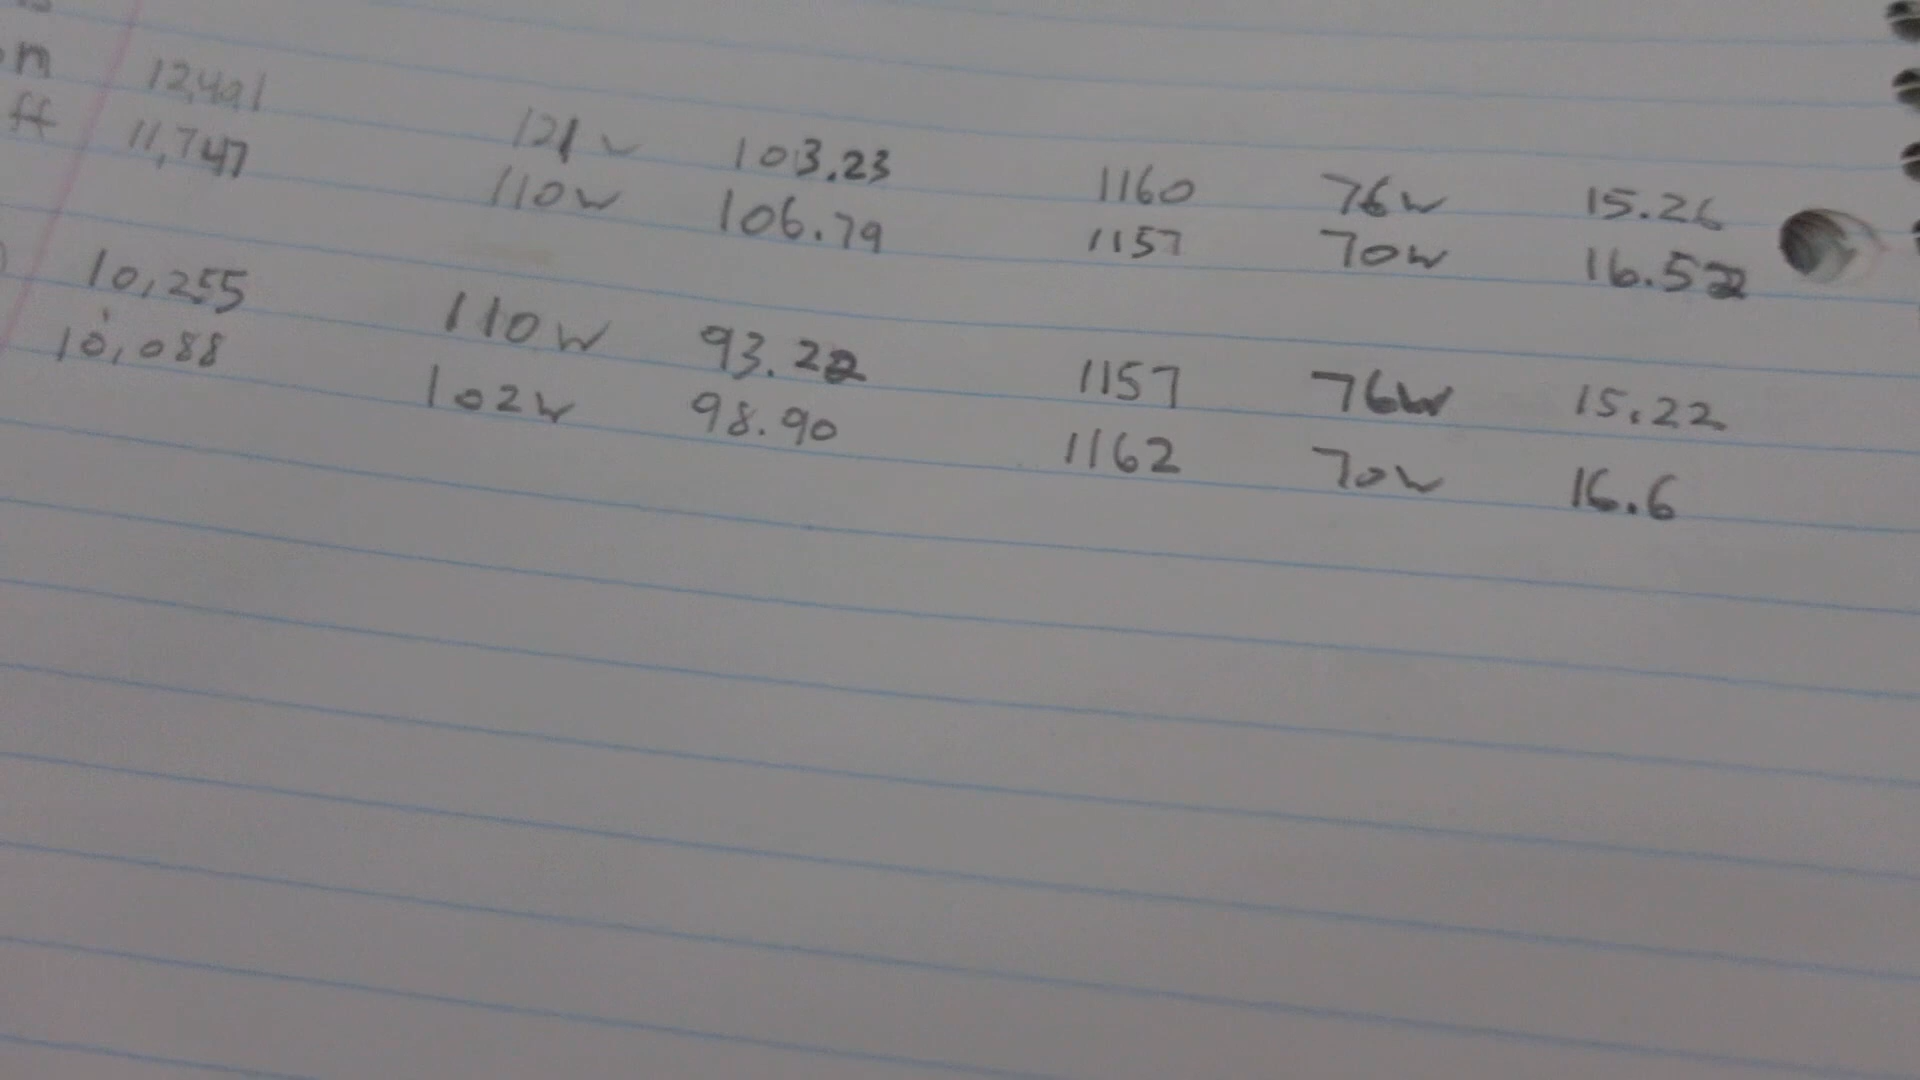 12,491 121w 103.23 1160 76w 15.26
ff 11,747 110w 106.79 1157 70w 16.52
10,255 110w 93.22 1157 76w 15.22
10,088 102w 98.90 1162 70w 16.6